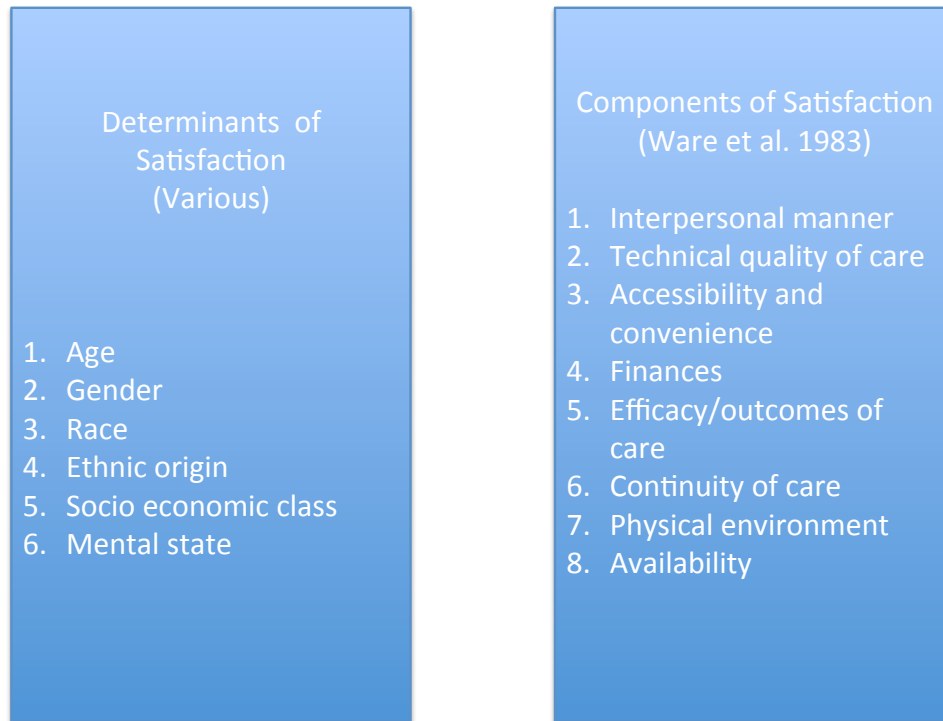 Determinants of
Satisfaction
(Various)
1. Age
2. Gender
3. Race
4. Ethnic origin
5. Socio economic class
6. Mental state
Components of Satisfaction
(Ware et al. 1983)
1. Interpersonal manner
2. Technical quality of care
3. Accessibility and
convenience
4. Finances
5. Efficacy/outcomes of
care
6. Continuity of care
7. Physical environment
8. Availability